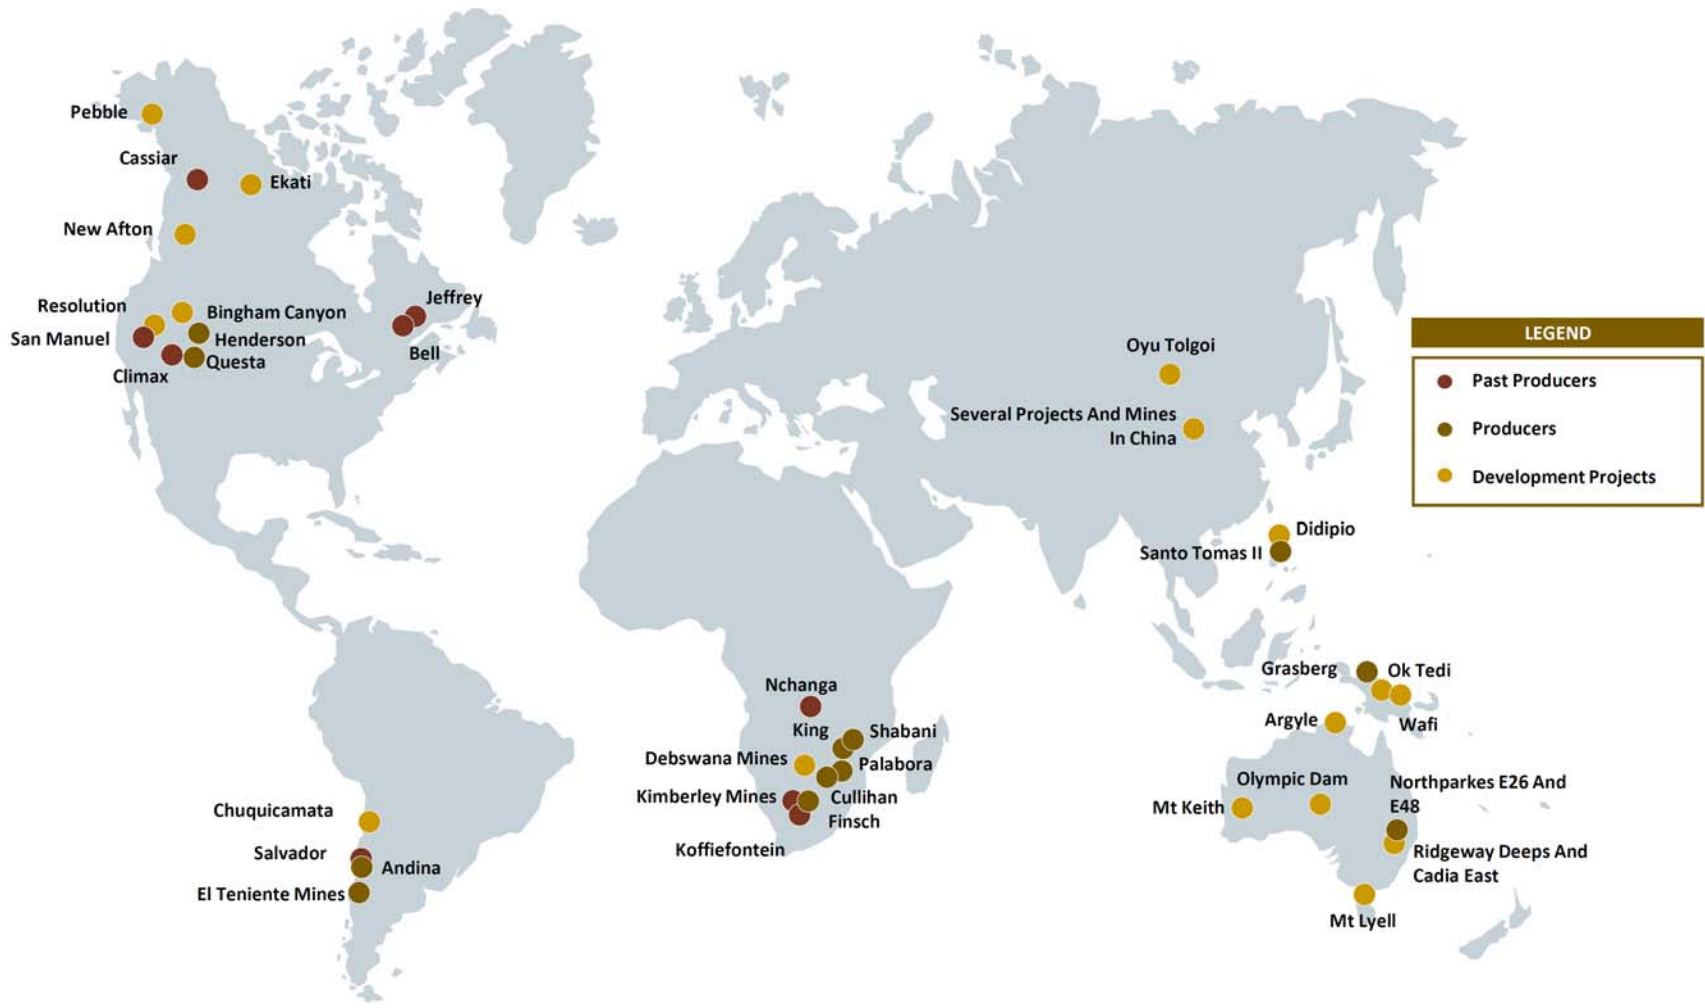 Pebble
Cassiar
Ekati
New Afton
Resolution
Bingham Canyon
Jeffrey
San Manuel
Henderson
Bell
Questa
Climax
Oyu Tolgoi
Several Projects And Mines
In China
LEGEND
Past Producers
Producers
Development Projects
Didipio
Santo Tomas II
Grasberg
Ok Tedi
Argyle
Wafi
Nchanga
King
Shabani
Debswana Mines
Palabora
Kimberley Mines
Cullihan
Finsch
Koffiefontein
Olympic Dam
Northparkes E26 And
E48
Mt Keith
Ridgeway Deeps And
Cadia East
Mt Lyell
Chuquicamata
Salvador
Andina
El Teniente Mines